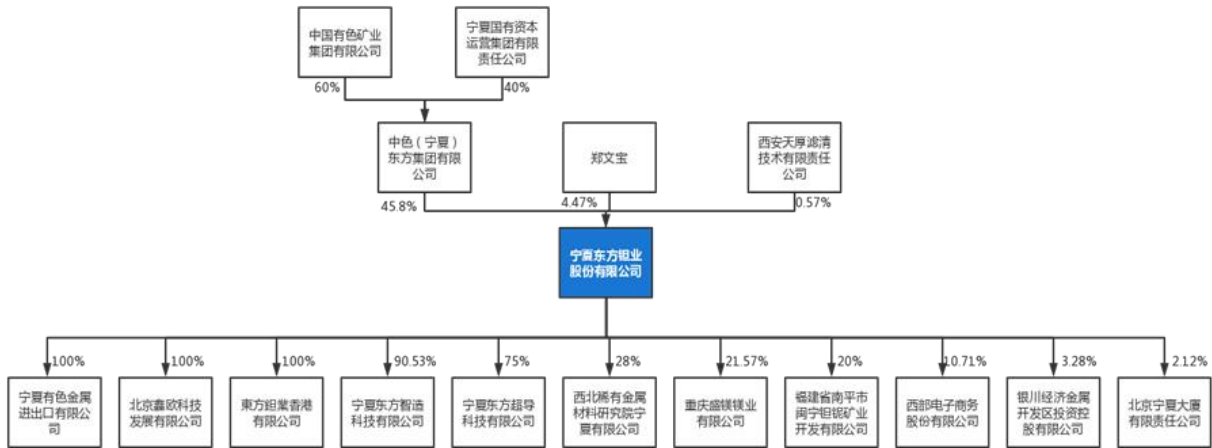 中国有色矿业
集团有限公司
宁夏国有资本
运营集团有限
责任公司
60%
40%
中色（宁夏）
东方集团有限
公司
郑文宝
西安天厚滤清
技术有限责任
公司
45.8%
4.47%
0.57%
宁夏东方钽业
股份有限公司
100%
100%
100%
90.53%
75%
28%
21.57%
20%
10.71%
3.28%
2.12%
宁夏有色金属
进出口有限公
司
北京鑫欧科技
发展有限公司
東方鉭業香港
有限公司
宁夏东方智造
科技有限公司
宁夏东方超导
科技有限公司
西北稀有金属
材料研究院宁
夏有限公司
重庆盛镁镁业
有限公司
福建省南平市
闽宁钽铌矿业
开发有限公司
西部电子商务
股份有限公司
银川经济金属
开发区投资控
股有限公司
北京宁夏大厦
有限责任公司